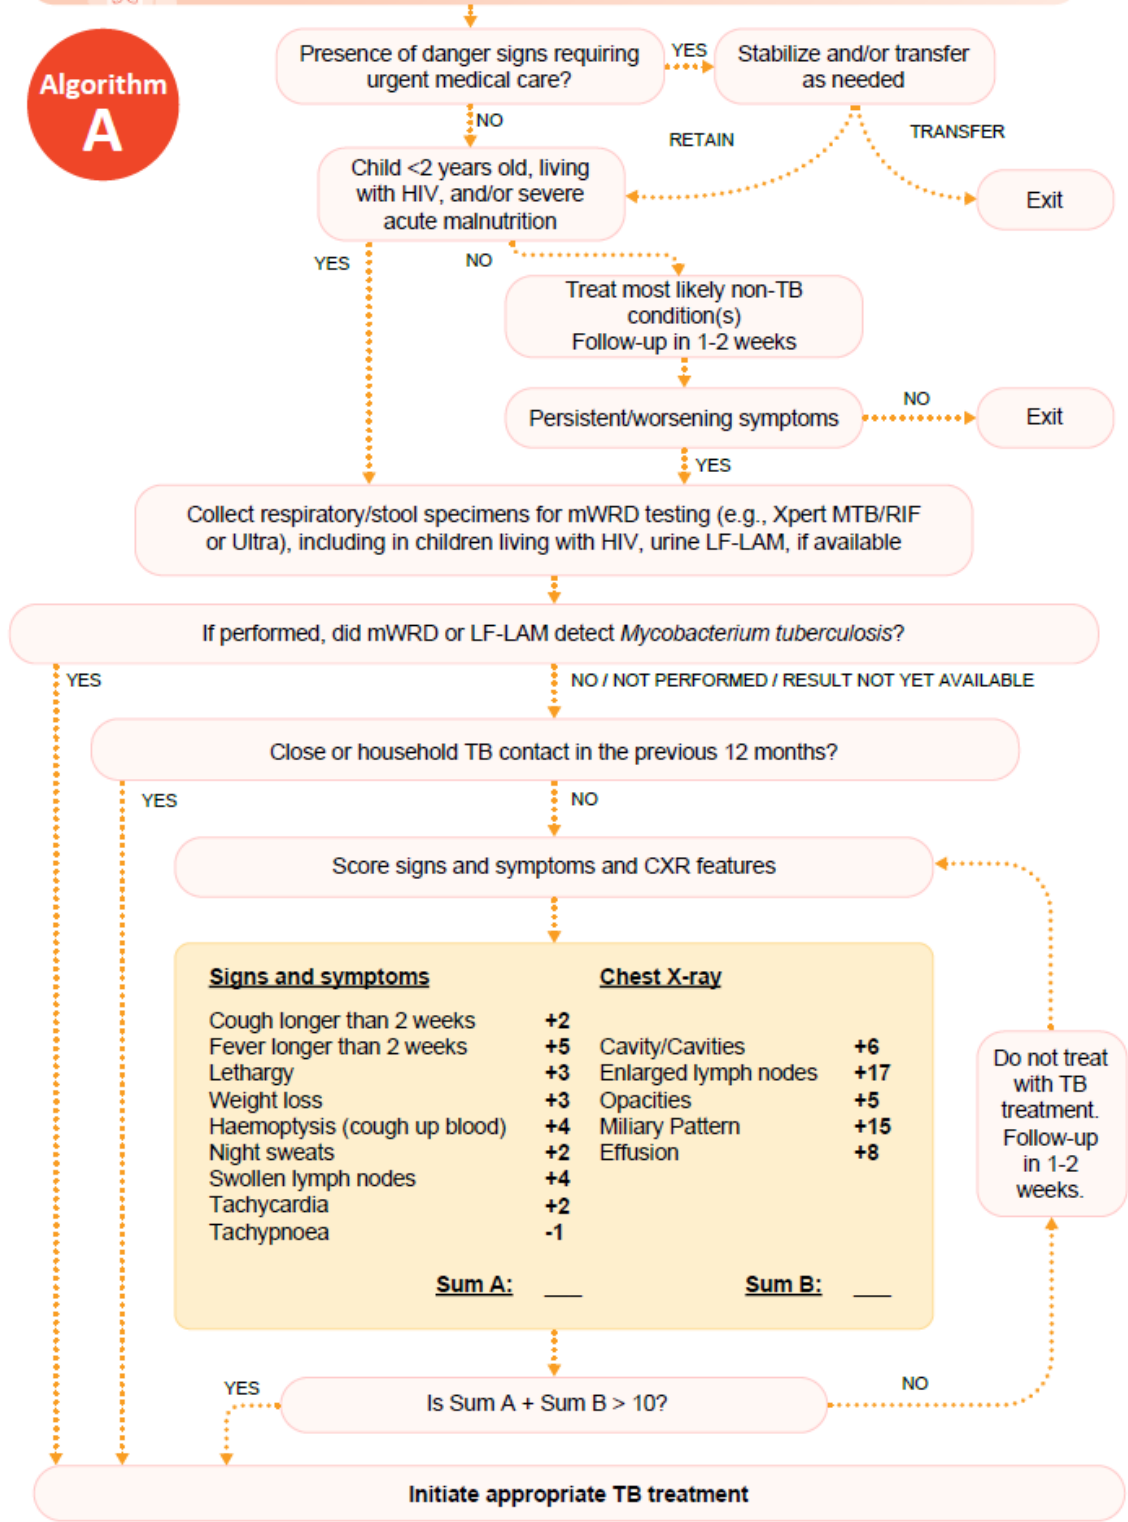 Algorithm
A
Presence of danger signs requiring
urgent medical care?
YES
Stabilize and/or transfer
as needed
NO
RETAIN
TRANSFER
Child <2 years old, living
with HIV, and/or severe
acute malnutrition
Exit
YES
NO
Treat most likely non-TB
condition(s)
Follow-up in 1-2 weeks
Persistent/worsening symptoms
NO
Exit
YES
Collect respiratory/stool specimens for mWRD testing (e.g., Xpert MTB/RIF
or Ultra), including in children living with HIV, urine LF-LAM, if available
If performed, did mWRD or LF-LAM detect Mycobacterium tuberculosis?
YES
NO / NOT PERFORMED / RESULT NOT YET AVAILABLE
Close or household TB contact in the previous 12 months?
YES
NO
Score signs and symptoms and CXR features
Signs and symptoms
Cough longer than 2 weeks +2
Fever longer than 2 weeks +5
Lethargy +3
Weight loss +3
Haemoptysis (cough up blood) +4
Night sweats +2
Swollen lymph nodes +4
Tachycardia +2
Tachypnoea -1
Sum A: ___
Chest X-ray
Cavity/Cavities +6
Enlarged lymph nodes +17
Opacities +5
Miliary Pattern +15
Effusion +8
Sum B: ___
Do not treat
with TB
treatment.
Follow-up
in 1-2
weeks.
Is Sum A + Sum B > 10?
YES
NO
Initiate appropriate TB treatment